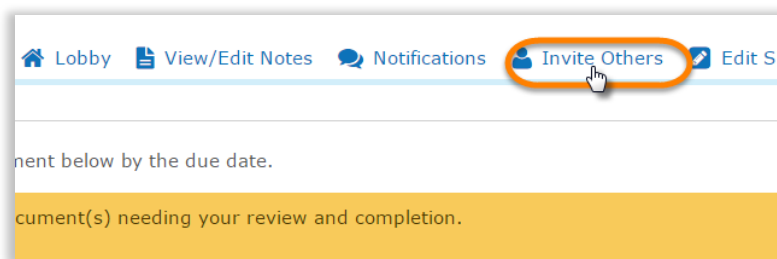 Lobby View/Edit Notes Notifications Invite Others Edit S
ment below by the due date.
cument(s) needing your review and completion.